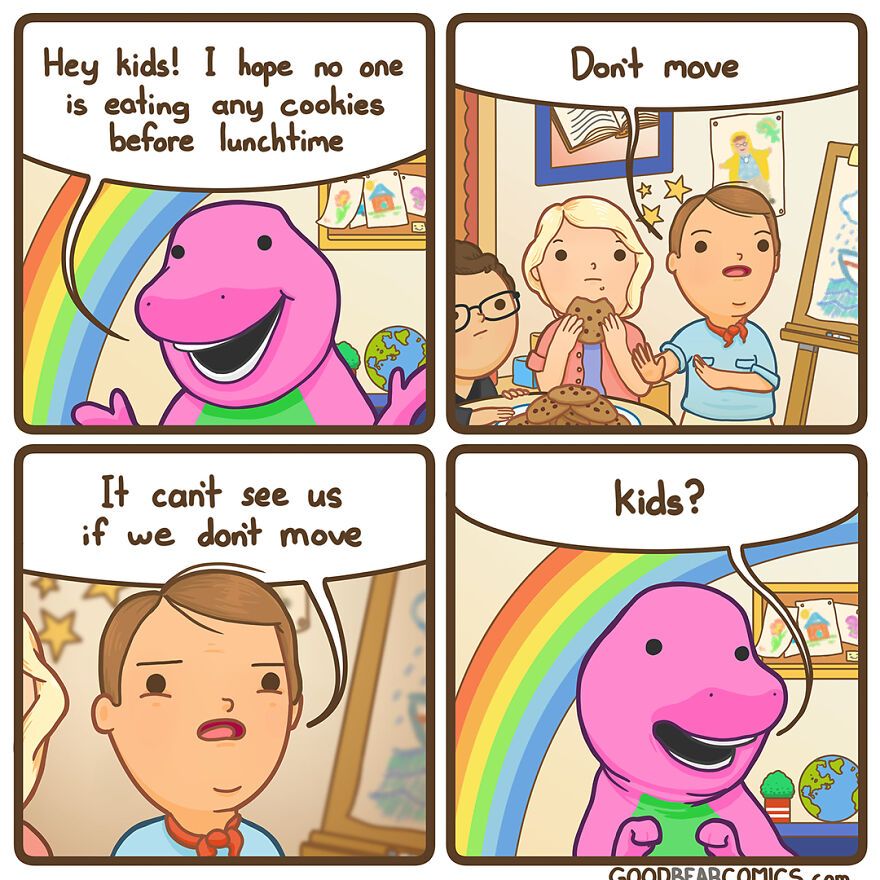 Hey kids! I hope no one
is eating any cookies
before lunchtime
Don't move
It can't see us
if we don't move
kids?
GOODBEARCOMICS.com